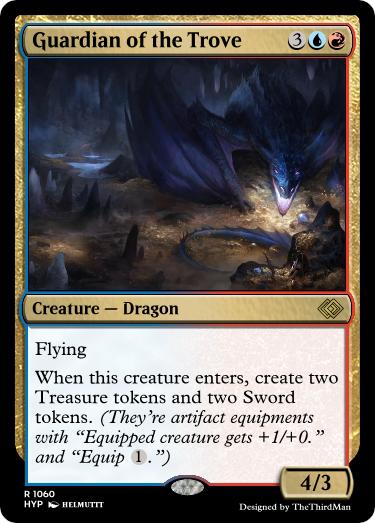 Guardian of the Trove 3
Creature — Dragon
Flying
When this creature enters, create two
Treasure tokens and two Sword
tokens. (They're artifact equipments
with “Equipped creature gets +1/+0.”
and “Equip 1.”)
4/3
R 1060
HYP HELMUTTT
Designed by TheThirdMan